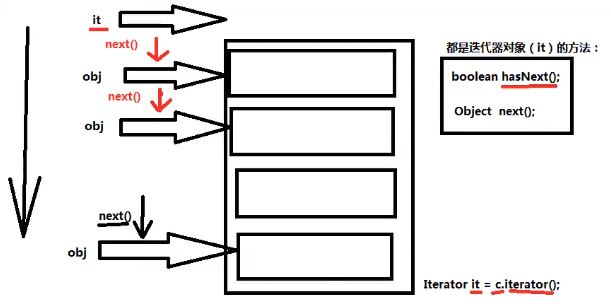 it
next()
obj
next()
obj
next()
obj
都是迭代器对象（it）的方法：
boolean hasNext();
Object next();
Iterator it = c.iterator();